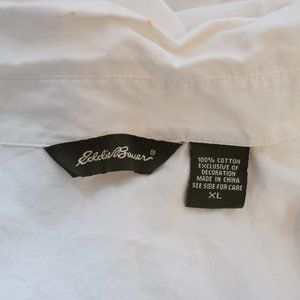 Eddie Bauer®
100% COTTON
EXCLUSIVE OF
DECORATION
MADE IN CHINA
SEE SIDE FOR CARE
XL